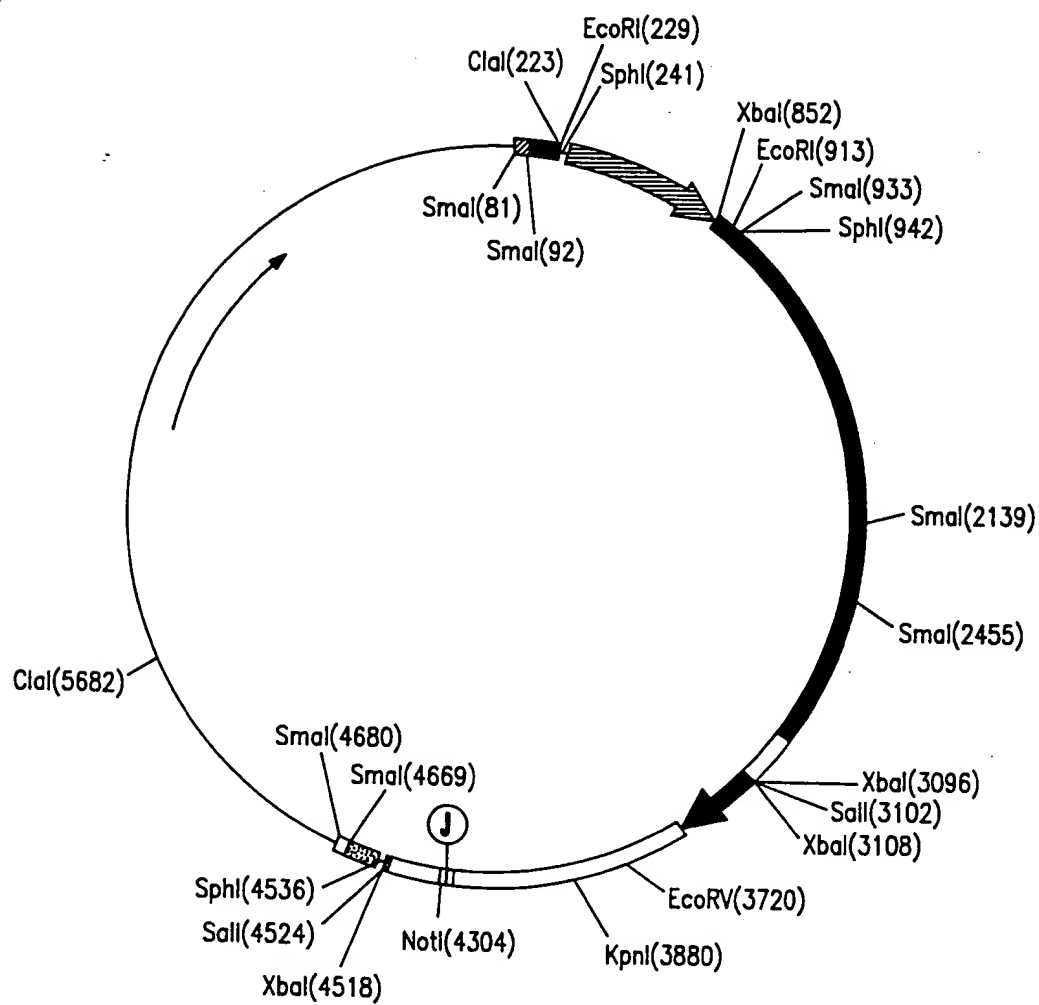 EcoRI(229)
ClaI(223)
SphI(241)
XbaI(852)
EcoRI(913)
SmaI(933)
SphI(942)
SmaI(81)
SmaI(92)
SmaI(2139)
SmaI(2455)
ClaI(5682)
SmaI(4680)
SmaI(4669)
J
XbaI(3096)
SalI(3102)
XbaI(3108)
SphI(4536)
SalI(4524)
XbaI(4518)
NotI(4304)
EcoRV(3720)
KpnI(3880)